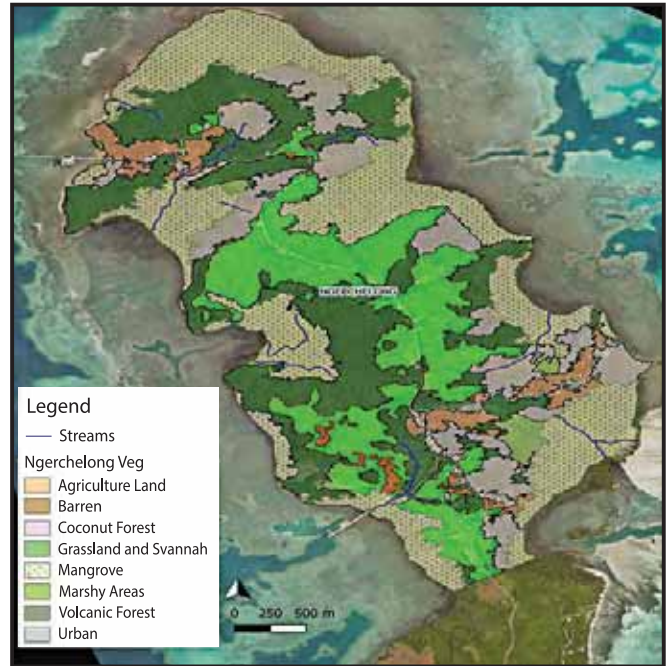 NGERCHELONG
Legend
Streams
Ngerchelong Veg
Agriculture Land
Barren
Coconut Forest
Grassland and Svannah
Mangrove
Marshy Areas
Volcanic Forest
Urban
0 250 500 m